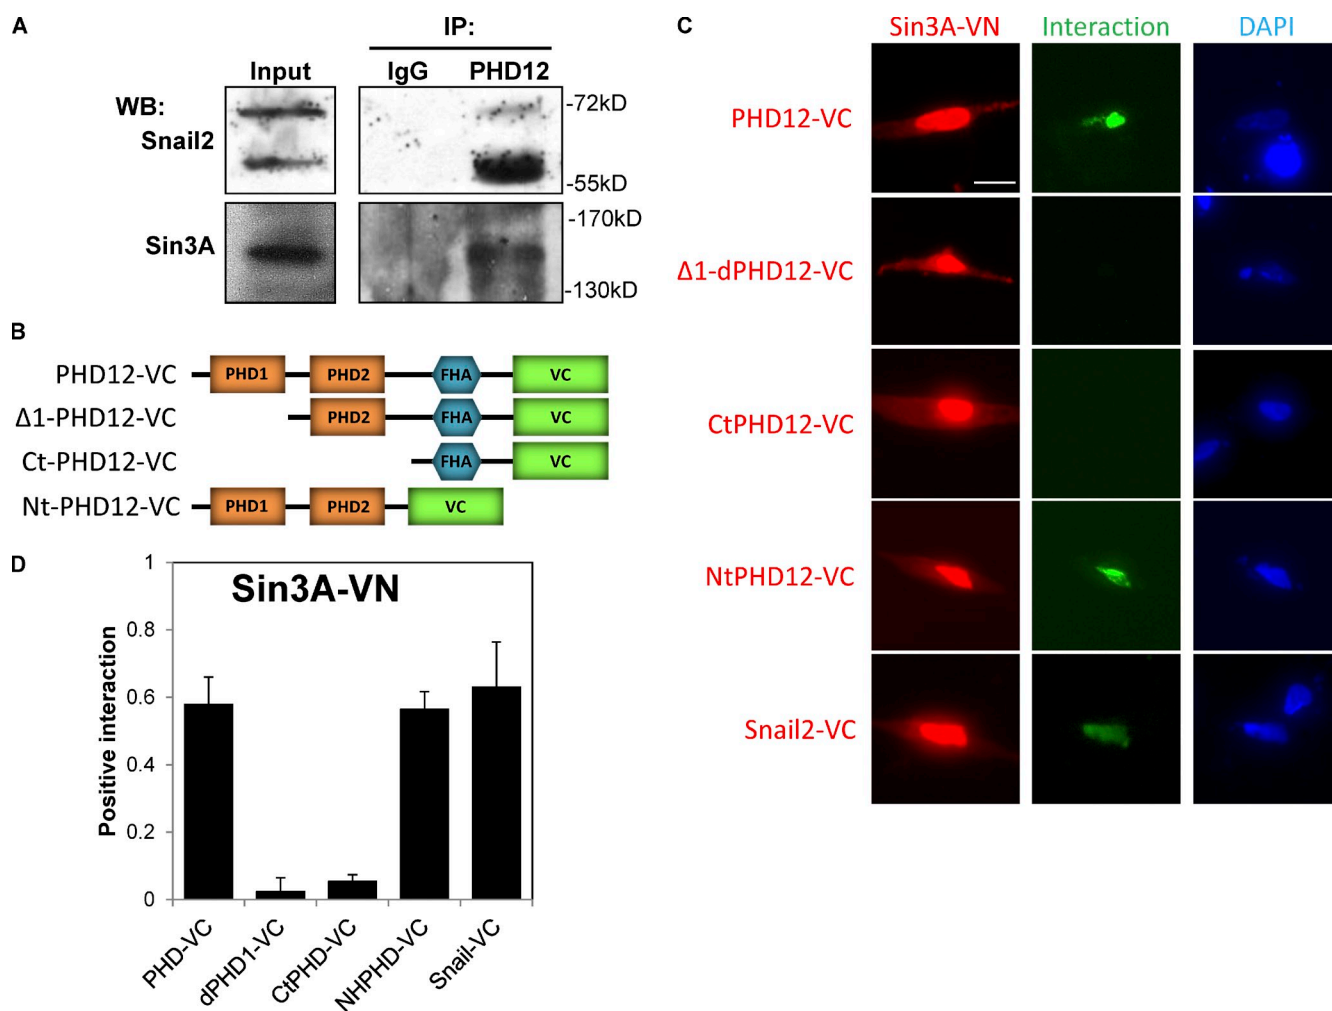 A
IP:
Input
IgG
PHD12
WB:
Snail2
-72kD
-55kD
Sin3A
-170kD
-130kD
B
PHD12-VC
PHD1
PHD2
FHA
VC
Δ1-PHD12-VC
PHD2
FHA
VC
Ct-PHD12-VC
FHA
VC
Nt-PHD12-VC
PHD1
PHD2
VC
C
Sin3A-VN
Interaction
DAPI
PHD12-VC
Δ1-dPHD12-VC
CtPHD12-VC
NtPHD12-VC
Snail2-VC
D
Sin3A-VN
Positive interaction
1
0.8
0.6
0.4
0.2
0
PHD-VC
dPHD1-VC
CtPHD-VC
NHPHD-VC
Snail-VC